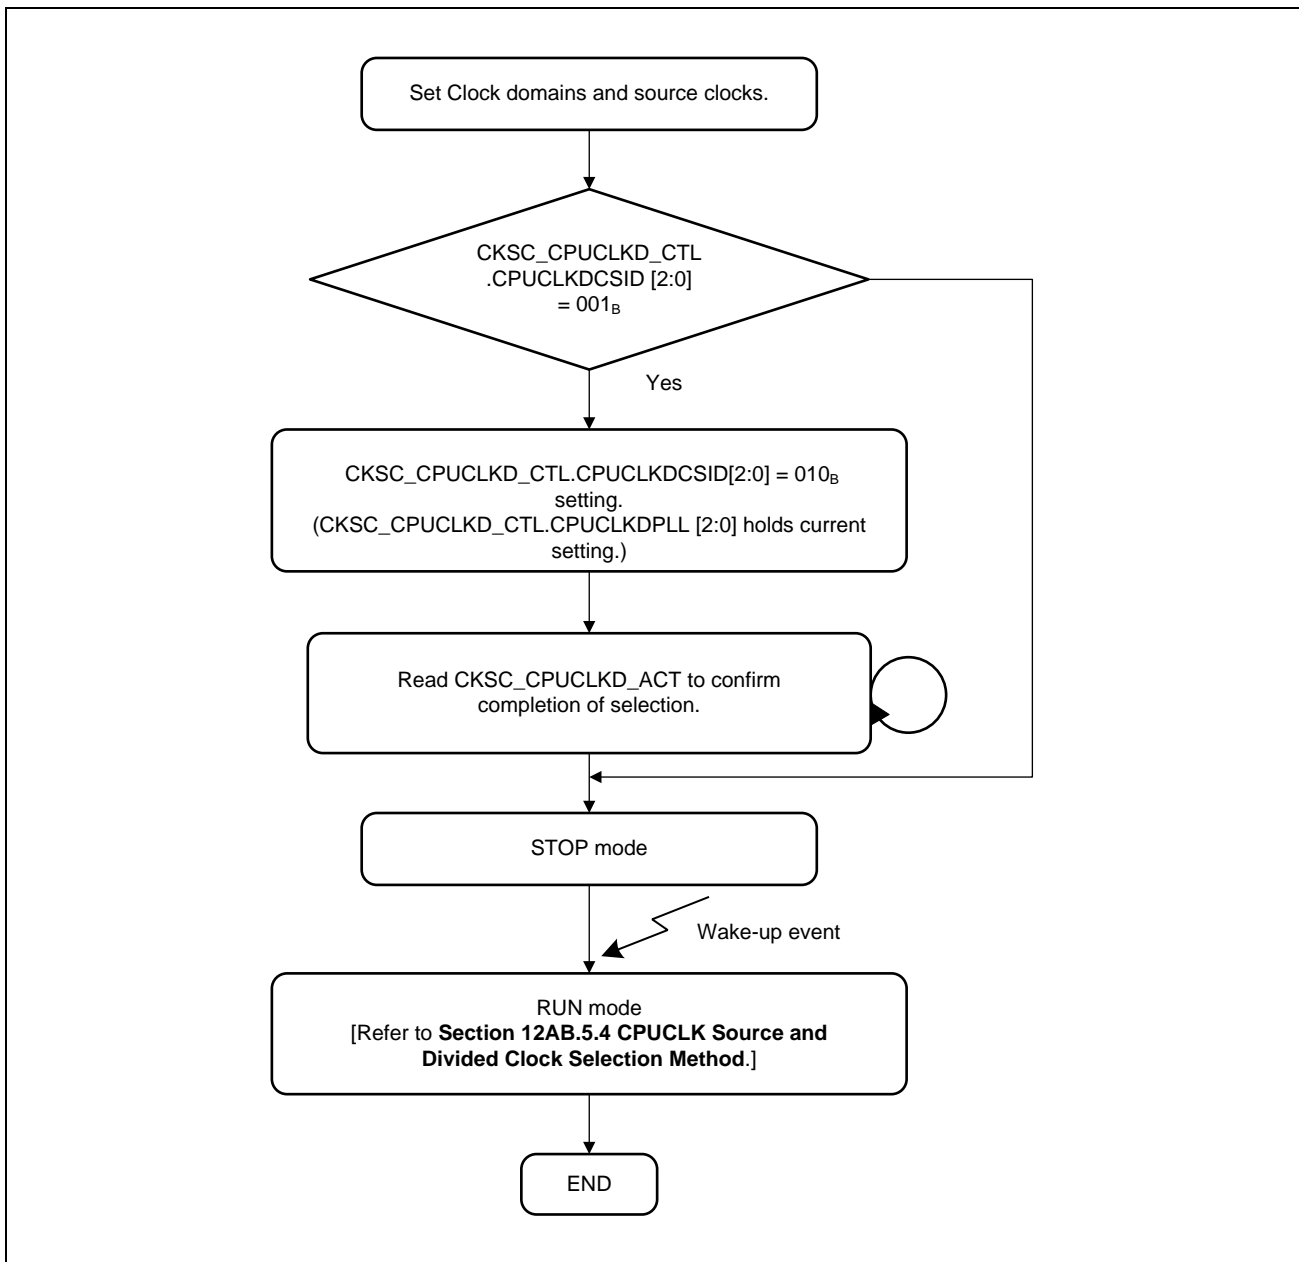 Set Clock domains and source clocks.
CKSC_CPUCLKD_CTL
.CPUCLKDCSID [2:0]
= 001B
Yes
CKSC_CPUCLKD_CTL.CPUCLKDCSID[2:0] = 010B
setting.
(CKSC_CPUCLKD_CTL.CPUCLKDPLL [2:0] holds current
setting.)
Read CKSC_CPUCLKD_ACT to confirm
completion of selection.
STOP mode
Wake-up event
RUN mode
[Refer to Section 12AB.5.4 CPUCLK Source and
Divided Clock Selection Method.]
END